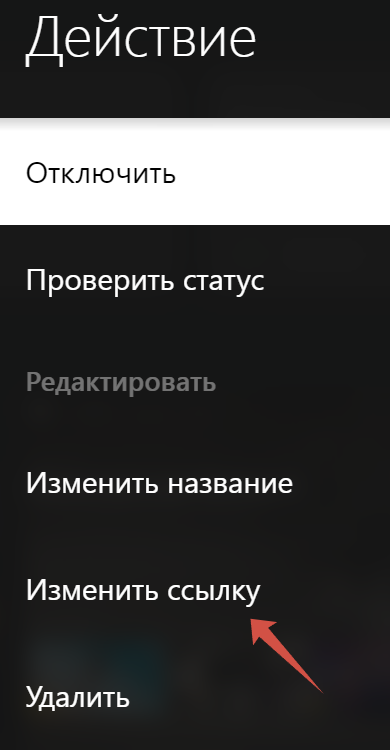 Действие
Отключить
Проверить статус
Редактировать
Изменить название
Изменить ссылку
Удалить